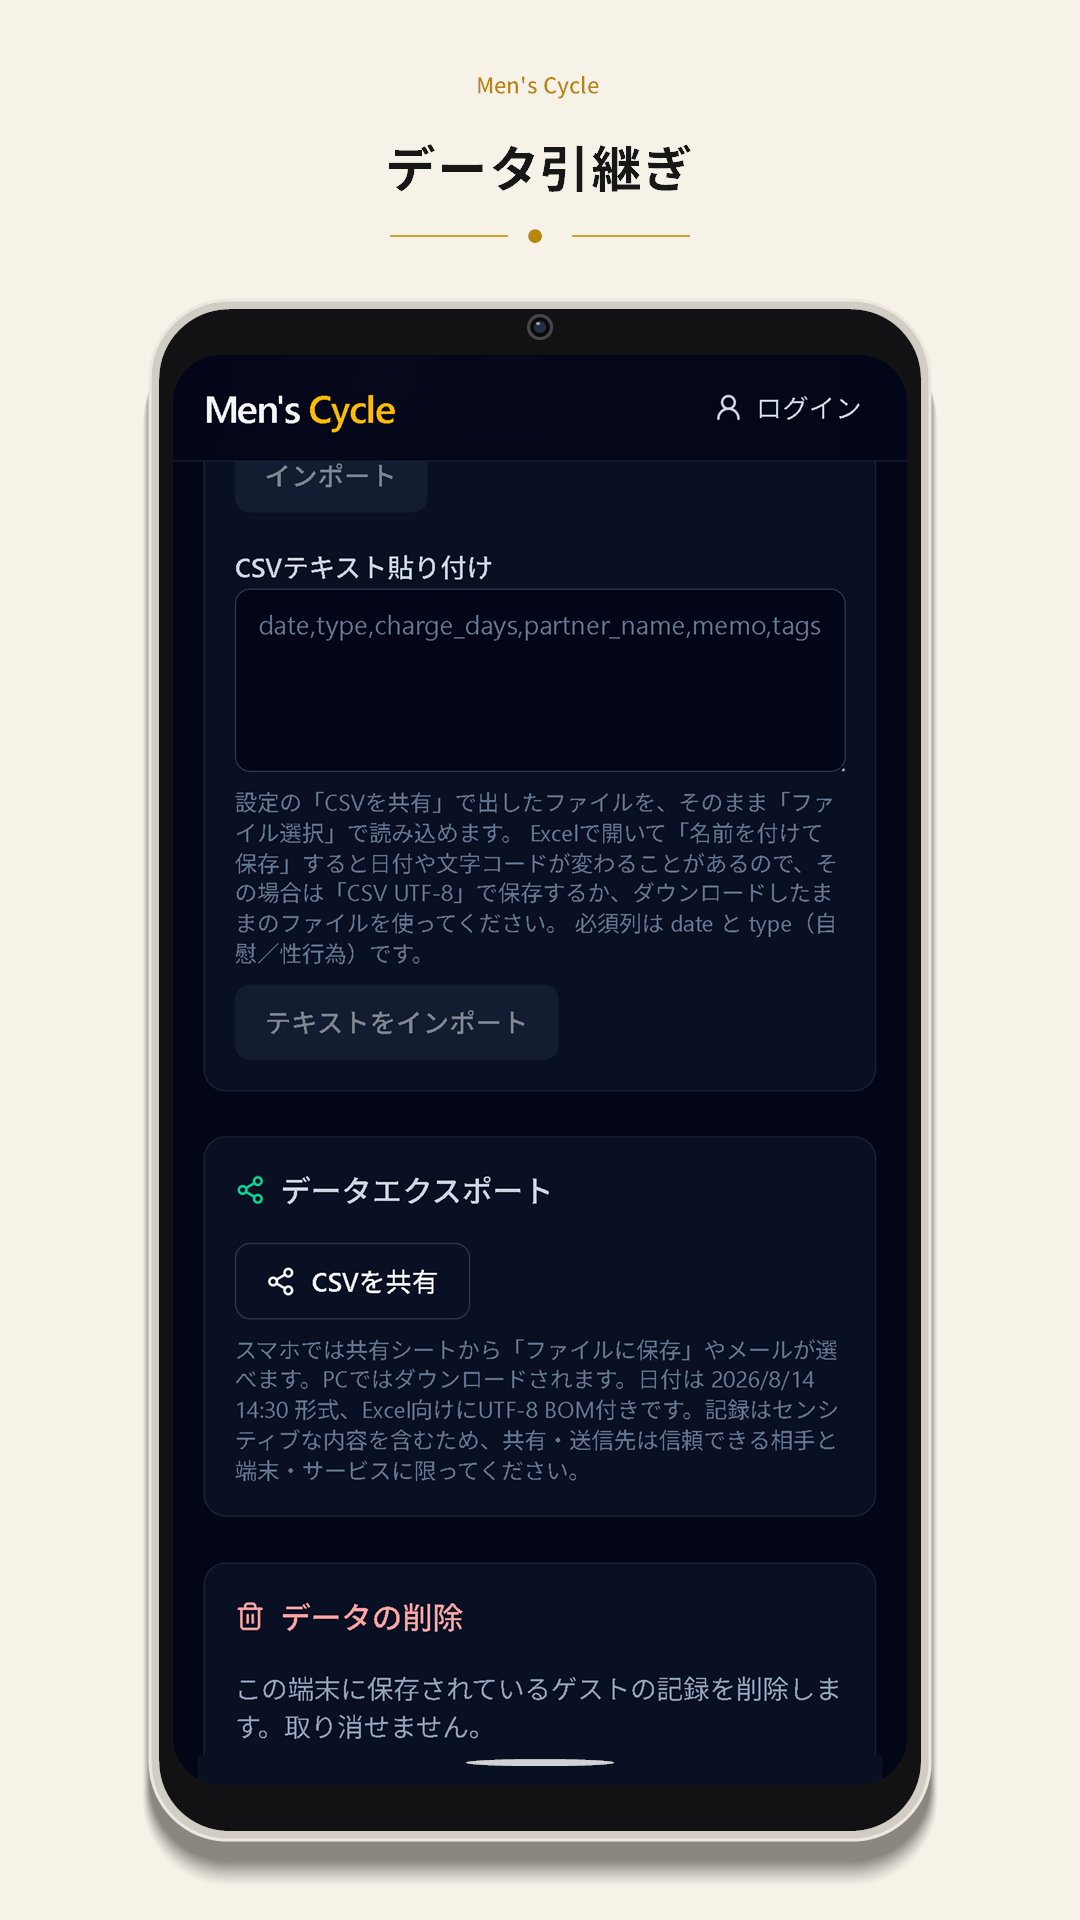 Men's Cycle
データ引継ぎ
Men's Cycle
ログイン
インポート
CSVテキスト貼り付け
date,type,charge_days,partner_name,memo,tags
設定の「CSVを共有」で出したファイルを、そのまま「ファ
イル選択」で読み込めます。 Excelで開いて「名前を付けて
保存」すると日付や文字コードが変わることがあるので、そ
の場合は「CSV UTF-8」で保存するか、ダウンロードしたま
まのファイルを使ってください。 必須列は date と type（自
慰／性行為）です。
テキストをインポート
データエクスポート
CSVを共有
スマホでは共有シートから「ファイルに保存」やメールが選
べます。PCではダウンロードされます。日付は 2026/8/14
14:30 形式、Excel向けにUTF-8 BOM付きです。記録はセンシ
ティブな内容を含むため、共有・送信先は信頼できる相手と
端末・サービスに限ってください。
データの削除
この端末に保存されているゲストの記録を削除しま
す。取り消せません。